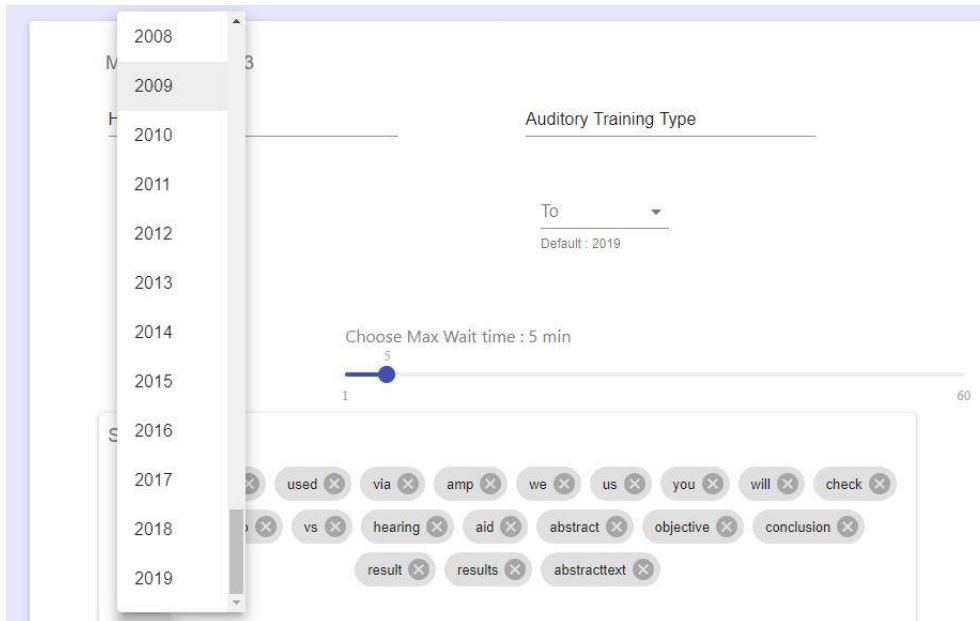 2008
2009
2010
2011
2012
2013
2014
2015
2016
2017
2018
2019
M 3
H
Auditory Training Type
To
Default : 2019
Choose Max Wait time : 5 min
5
1 60
S
used via amp we us you will check
vs hearing aid abstract objective conclusion
result results abstracttext